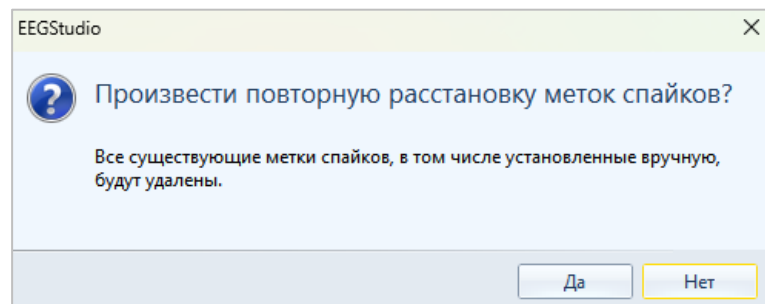 EEGStudio
Произвести повторную расстановку меток спайков?
Все существующие метки спайков, в том числе установленные вручную,
будут удалены.
Да Нет